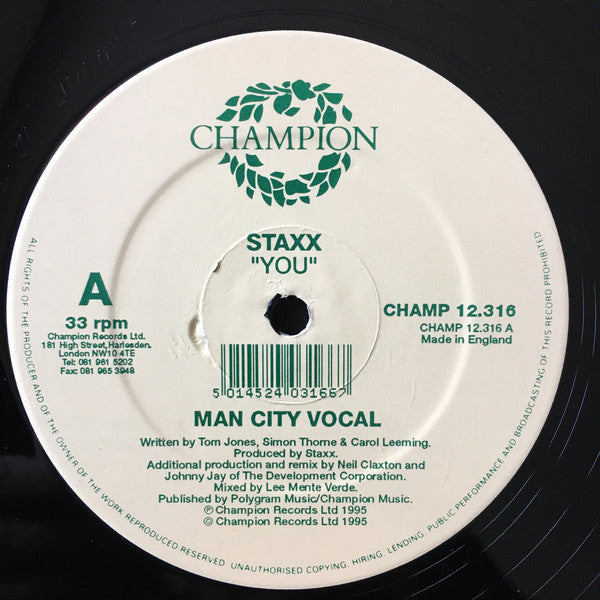 CHAMPION
STAXX
"YOU"
A
33 rpm
Champion Records Ltd.
181 High Street, Harlesden.
London NW10 4TE
Tel: 081 961 5202
Fax: 081 965 3948
CHAMP 12.316
CHAMP 12.316 A
Made in England
5 014524 031667
MAN CITY VOCAL
Written by Tom Jones, Simon Thorne & Carol Leeming.
Produced by Staxx.
Additional production and remix by Neil Claxton and
Johnny Jay of The Development Corporation.
Mixed by Lee Mente Verde.
Published by Polygram Music/Champion Music.
℗ Champion Records Ltd 1995
© Champion Records Ltd 1995
ALL RIGHTS OF THE PRODUCER AND OF THE OWNER OF THE WORK REPRODUCED RESERVED. UNAUTHORISED COPYING, HIRING, LENDING, PUBLIC PERFORMANCE AND BROADCASTING OF THIS RECORD PROHIBITED